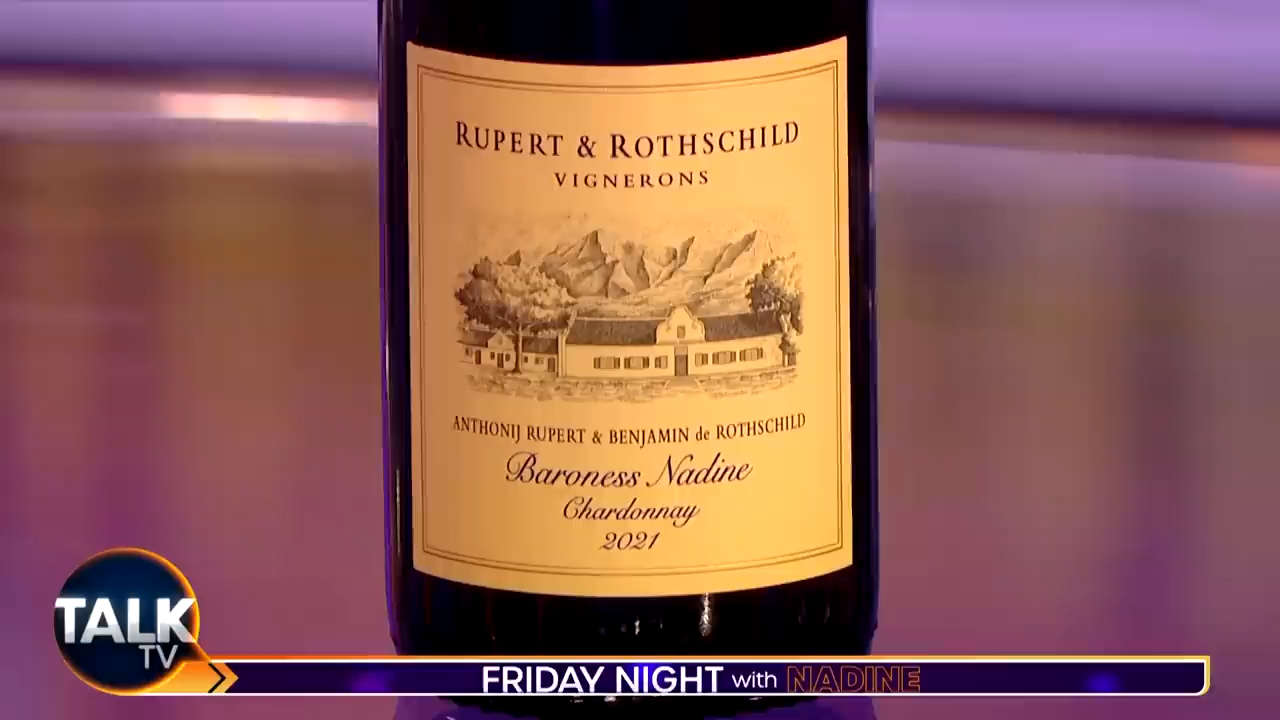 RUPERT & ROTHSCHILD
VIGNERONS
ANTHONIJ RUPERT & BENJAMIN de ROTHSCHILD
Baroness Nadine
Chardonnay
2021
TALK
TV
FRIDAY NIGHT with NADINE